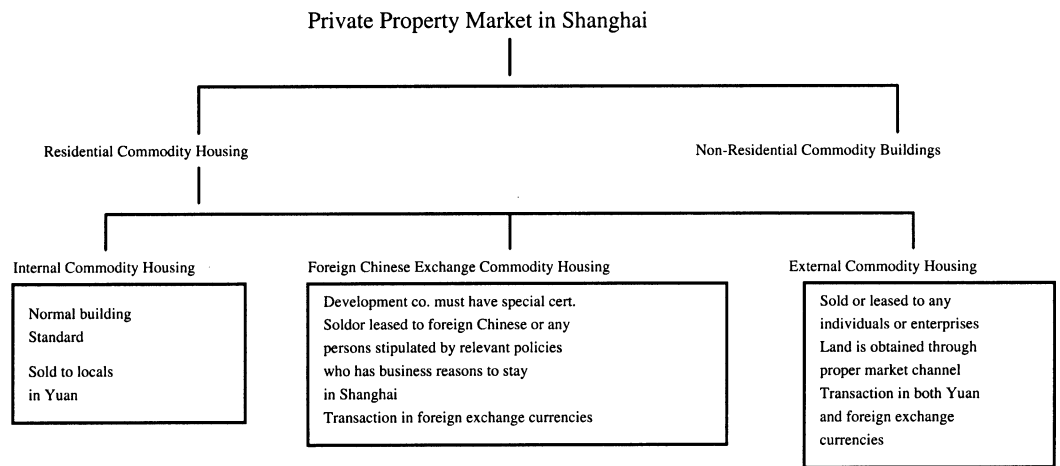 Private Property Market in Shanghai
Residential Commodity Housing
Non-Residential Commodity Buildings
Internal Commodity Housing
Normal building
Standard
Sold to locals
in Yuan
Foreign Chinese Exchange Commodity Housing
Development co. must have special cert.
Soldor leased to foreign Chinese or any
persons stipulated by relevant policies
who has business reasons to stay
in Shanghai
Transaction in foreign exchange currencies
External Commodity Housing
Sold or leased to any
individuals or enterprises
Land is obtained through
proper market channel
Transaction in both Yuan
and foreign exchange
currencies